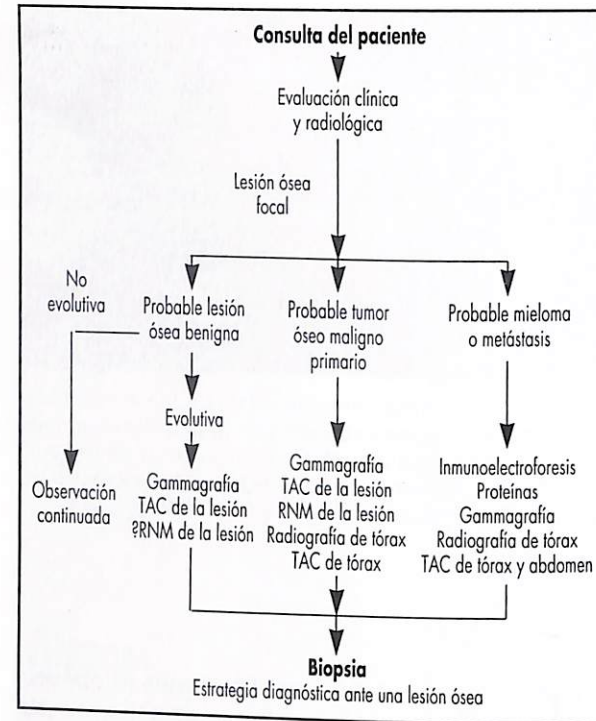 Consulta del paciente
Evaluación clínica
y radiológica
Lesión ósea
focal
No
evolutiva
Probable lesión
ósea benigna
Probable tumor
óseo maligno
primario
Probable mieloma
o metástasis
Evolutiva
Observación
continuada
Gammagrafía
TAC de la lesión
?RNM de la lesión
Gammagrafía
TAC de la lesión
RNM de la lesión
Radiografía de tórax
TAC de tórax
Inmunoelectroforesis
Proteínas
Gammagrafía
Radiografía de tórax
TAC de tórax y abdomen
Biopsia
Estrategia diagnóstica ante una lesión ósea